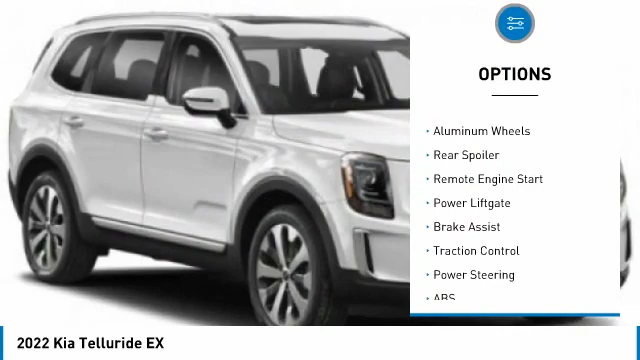 OPTIONS
Aluminum Wheels
Rear Spoiler
Remote Engine Start
Power Liftgate
Brake Assist
Traction Control
Power Steering
ABS
2022 Kia Telluride EX